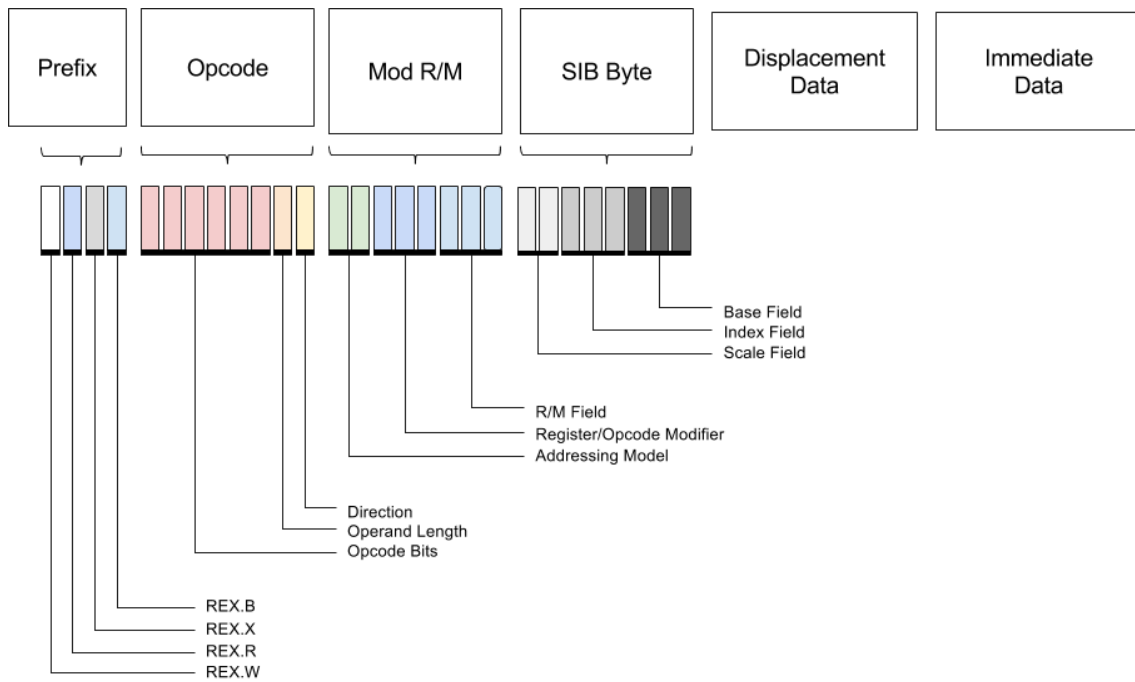 Prefix
Opcode
Mod R/M
SIB Byte
Displacement
Data
Immediate
Data
Base Field
Index Field
Scale Field
R/M Field
Register/Opcode Modifier
Addressing Model
Direction
Operand Length
Opcode Bits
REX.B
REX.X
REX.R
REX.W